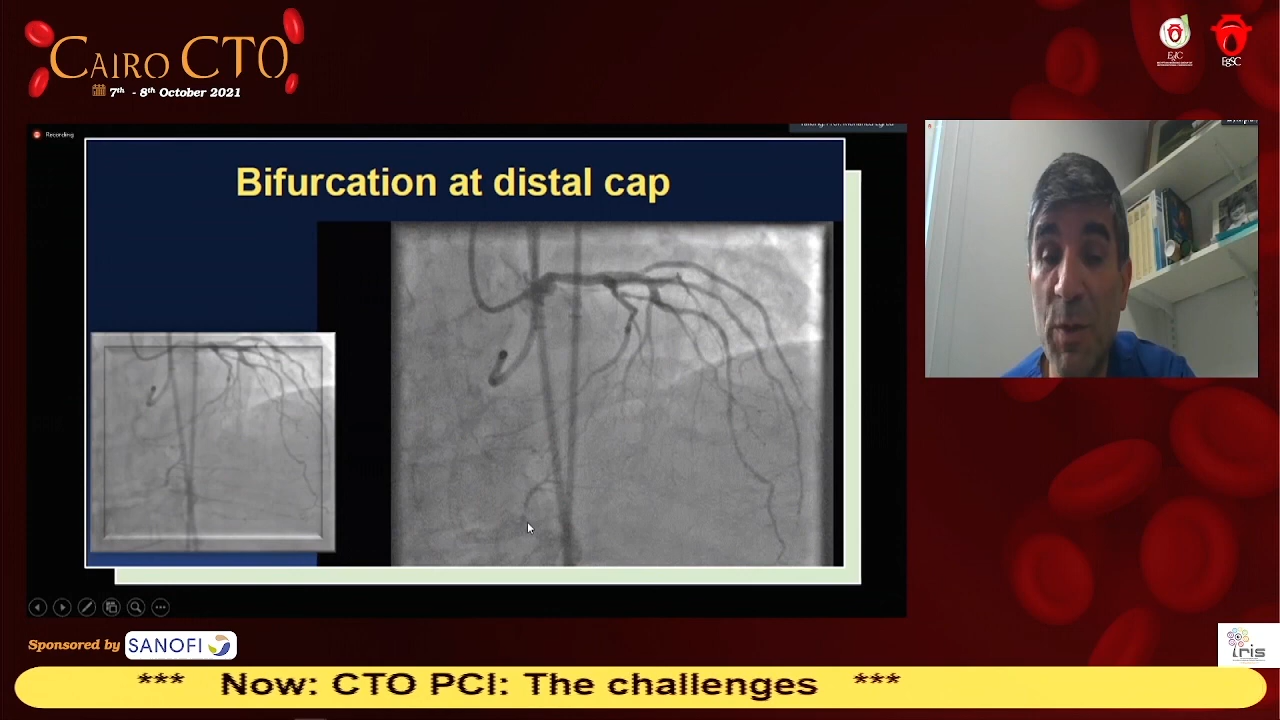 CAIRO CTO
7th - 8th October 2021
EgSC
Recording
Bifurcation at distal cap
Sponsored by SANOFI
iris
*** Now: CTO PCI: The challenges ***